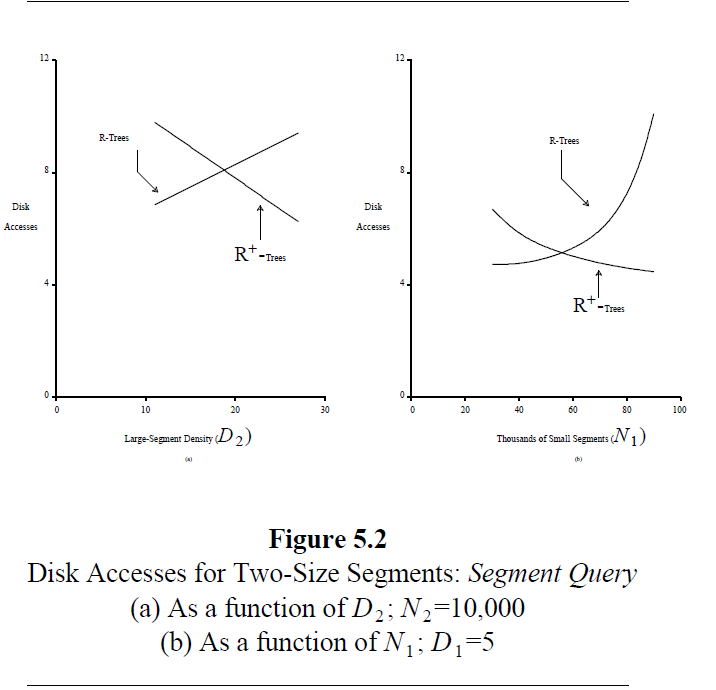 12
R-Trees
8
Disk
Accesses
R+-Trees
4
0
0 10 20 30
Large-Segment Density (D2)
(a)
12
R-Trees
8
Disk
Accesses
4
R+-Trees
0
0 20 40 60 80 100
Thousands of Small Segments (N1)
(b)
Figure 5.2
Disk Accesses for Two-Size Segments: Segment Query
(a) As a function of D2; N2=10,000
(b) As a function of N1; D1=5